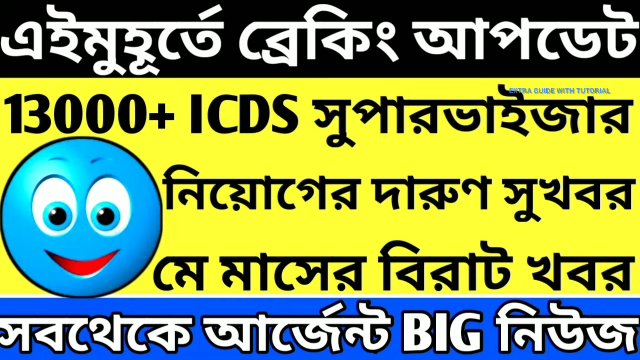 এইমুহূর্তে ব্রেকিং আপডেট
EXTRA GUIDE WITH TUTORIAL
13000+ ICDS সুপারভাইজার
নিয়োগের দারুণ সুখবর
মে মাসের বিরাট খবর
সবথেকে আর্জেন্ট BIG নিউজ